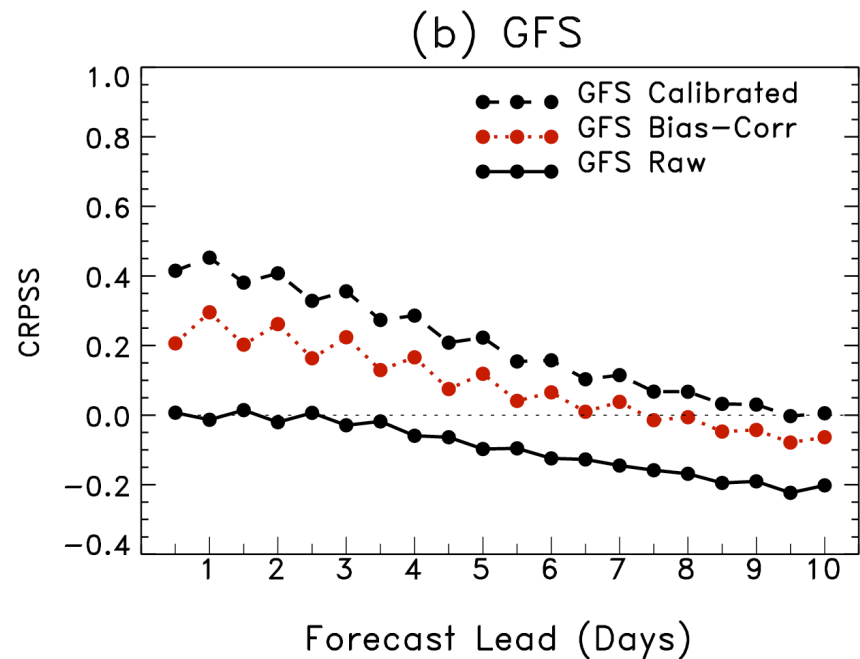 (b) GFS
GFS Calibrated
GFS Bias-Corr
GFS Raw
1.0
0.8
0.6
0.4
0.2
0.0
-0.2
-0.4
CRPSS
1 2 3 4 5 6 7 8 9 10
Forecast Lead (Days)